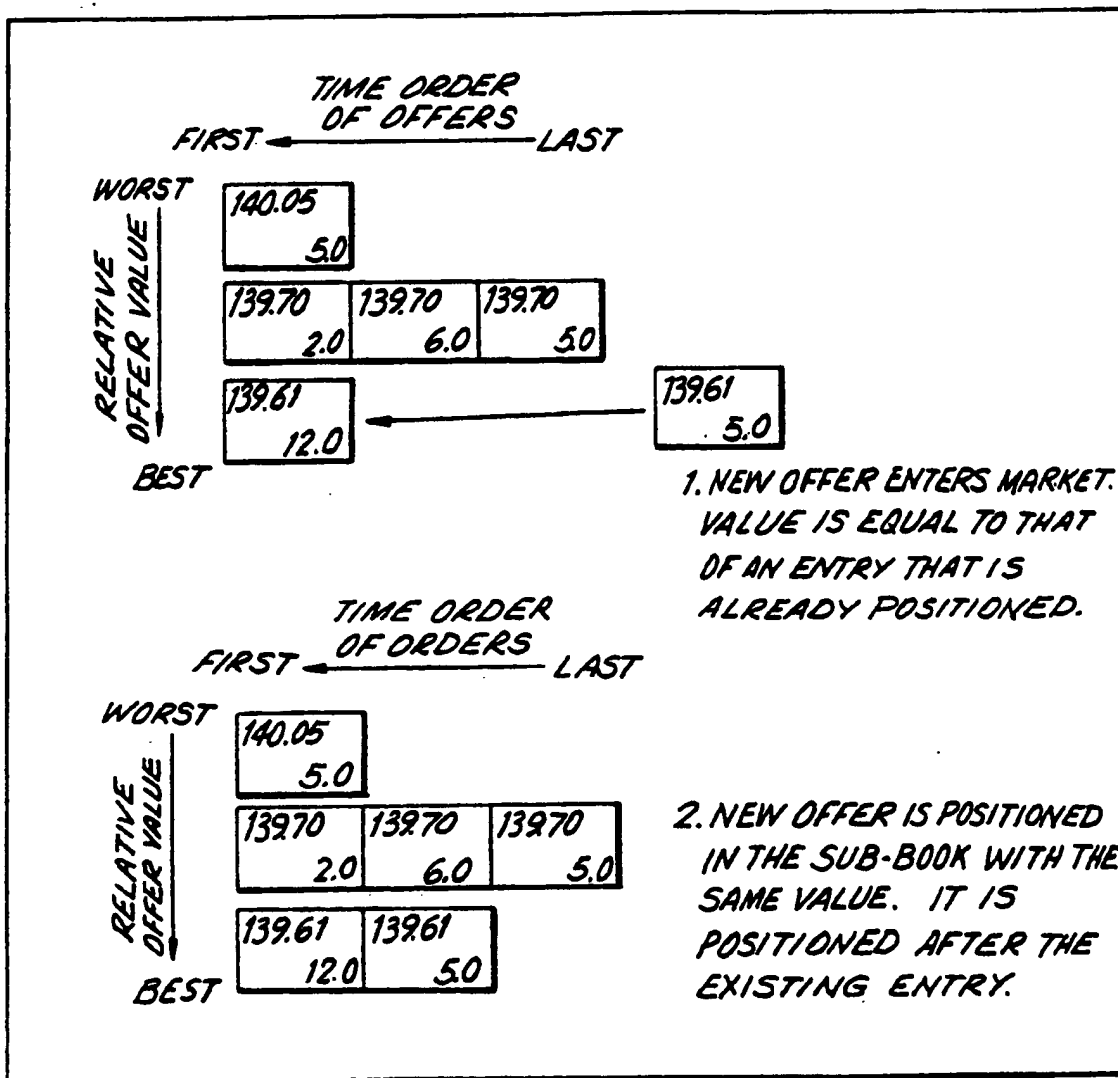 TIME ORDER
OF OFFERS
FIRST LAST
WORST
RELATIVE
OFFER VALUE
BEST
140.05
5.0
139.70 139.70 139.70
2.0 6.0 5.0
139.61 139.61
12.0 5.0
1. NEW OFFER ENTERS MARKET.
VALUE IS EQUAL TO THAT
OF AN ENTRY THAT IS
ALREADY POSITIONED.
TIME ORDER
OF ORDERS
FIRST LAST
WORST
RELATIVE
OFFER VALUE
BEST
140.05
5.0
139.70 139.70 139.70
2.0 6.0 5.0
139.61 139.61
12.0 5.0
2. NEW OFFER IS POSITIONED
IN THE SUB-BOOK WITH THE
SAME VALUE. IT IS
POSITIONED AFTER THE
EXISTING ENTRY.